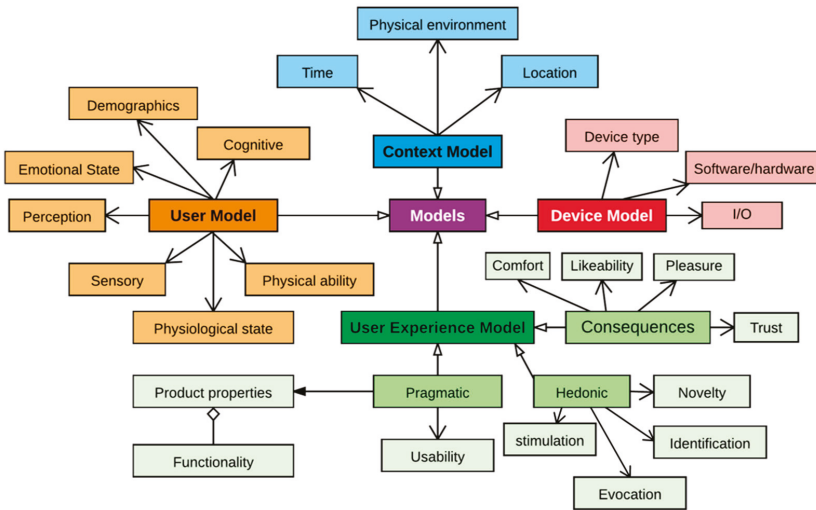 Physical environment
Time
Location
Demographics
Cognitive
Context Model
Device type
Emotional State
Software/hardware
Perception
User Model
Models
Device Model
I/O
Sensory
Physical ability
Comfort
Likeability
Pleasure
Physiological state
User Experience Model
Consequences
Trust
Product properties
Pragmatic
Hedonic
Novelty
Functionality
Usability
stimulation
Identification
Evocation